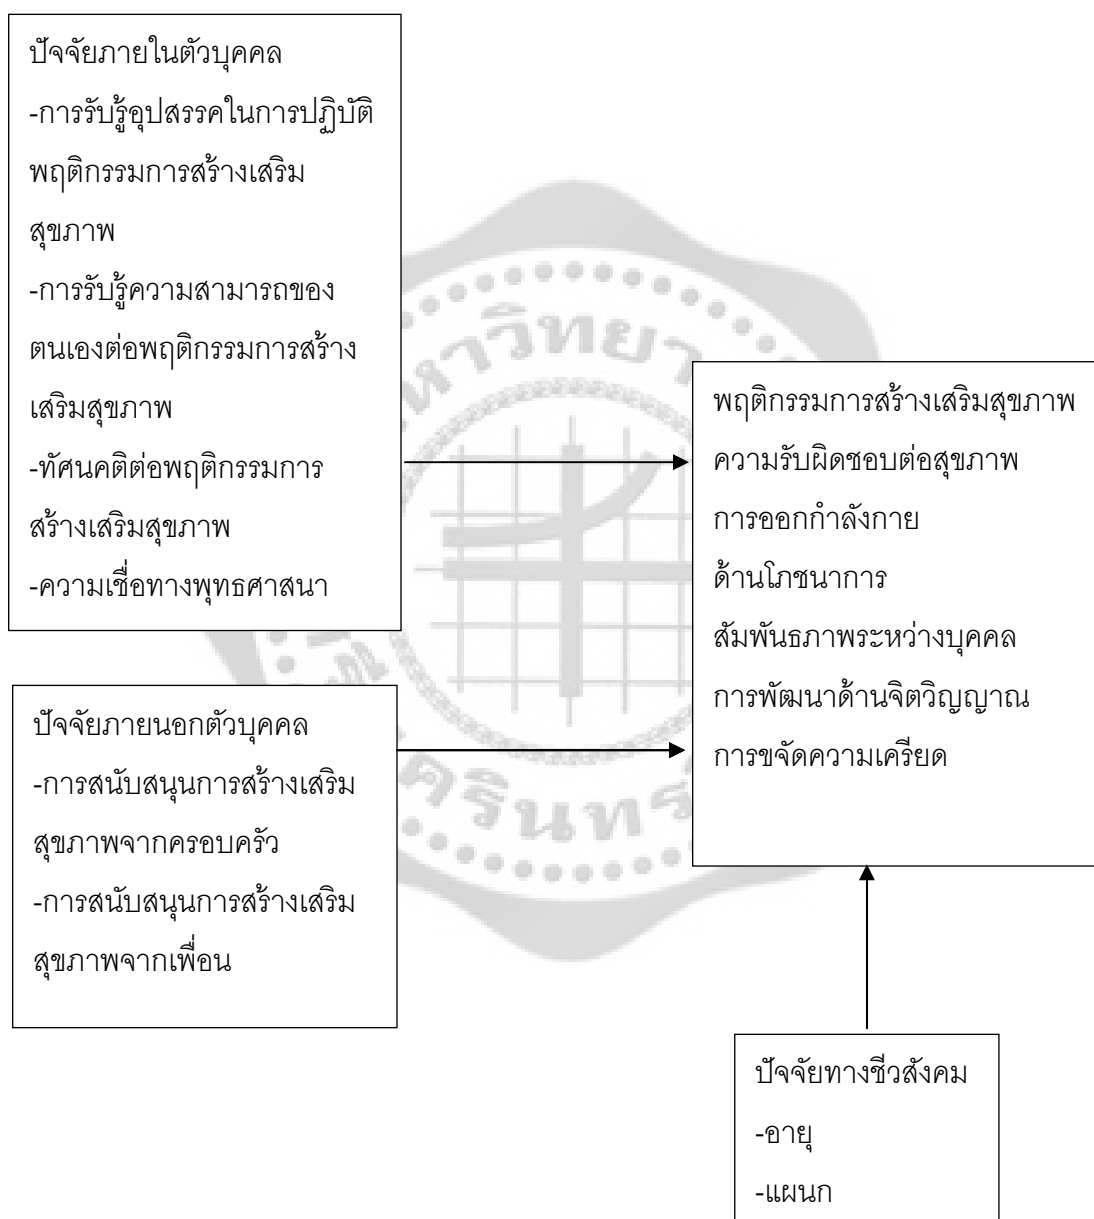 ปัจจัยภายในตัวบุคคล
-การรับรู้อุปสรรคในการปฏิบัติ
พฤติกรรมการสร้างเสริม
สุขภาพ
-การรับรู้ความสามารถของ
ตนเองต่อพฤติกรรมการสร้าง
เสริมสุขภาพ
-ทัศนคติต่อพฤติกรรมการ
สร้างเสริมสุขภาพ
-ความเชื่อทางพุทธศาสนา
ปัจจัยภายนอกตัวบุคคล
-การสนับสนุนการสร้างเสริม
สุขภาพจากครอบครัว
-การสนับสนุนการสร้างเสริม
สุขภาพจากเพื่อน
พฤติกรรมการสร้างเสริมสุขภาพ
ความรับผิดชอบต่อสุขภาพ
การออกกำลังกาย
ด้านโภชนาการ
สัมพันธภาพระหว่างบุคคล
การพัฒนาด้านจิตวิญญาณ
การขจัดความเครียด
ปัจจัยทางชีวสังคม
-อายุ
-แผนก